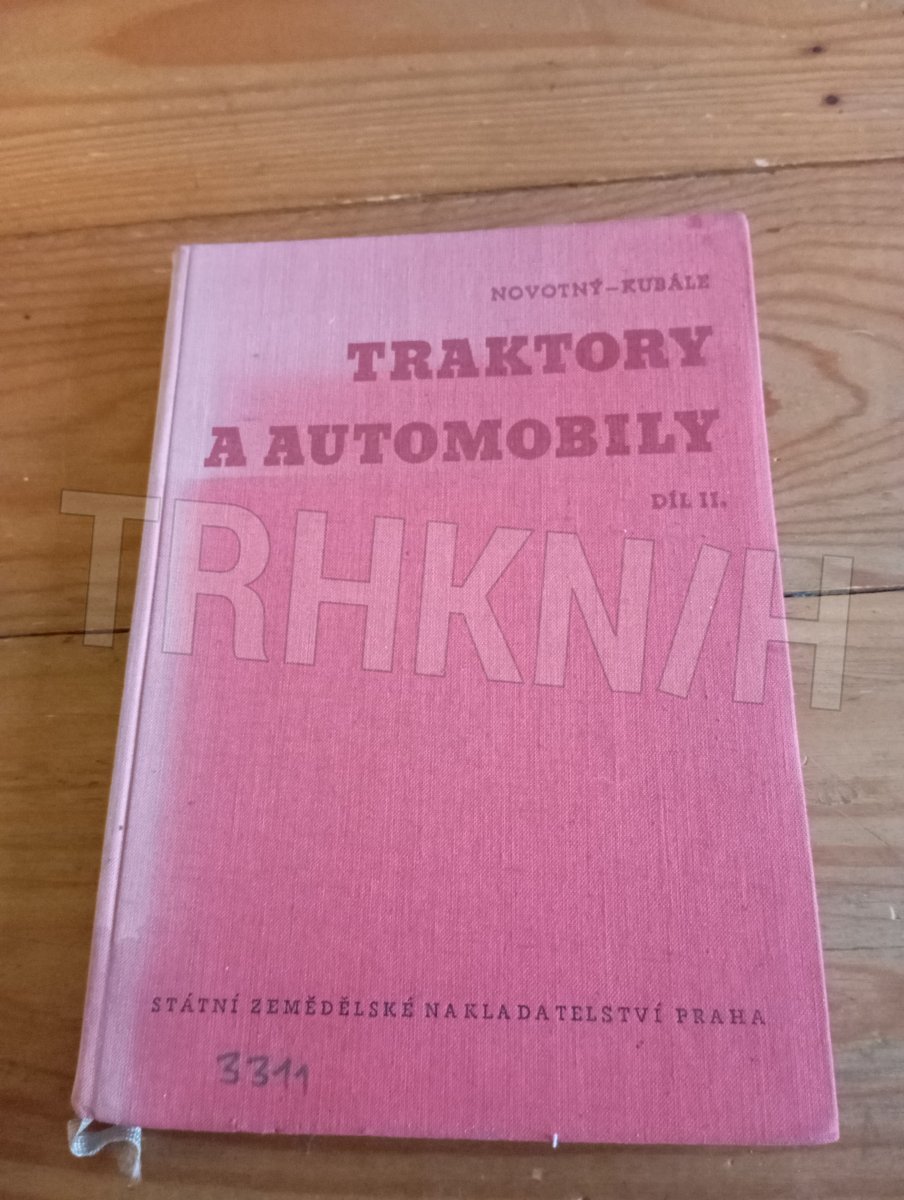 NOVOTNÝ–KUBÁLE
TRAKTORY
A AUTOMOBILY
DÍL II.
TRHKNIH
STÁTNÍ ZEMĚDĚLSKÉ NAKLADATELSTVÍ PRAHA
3311